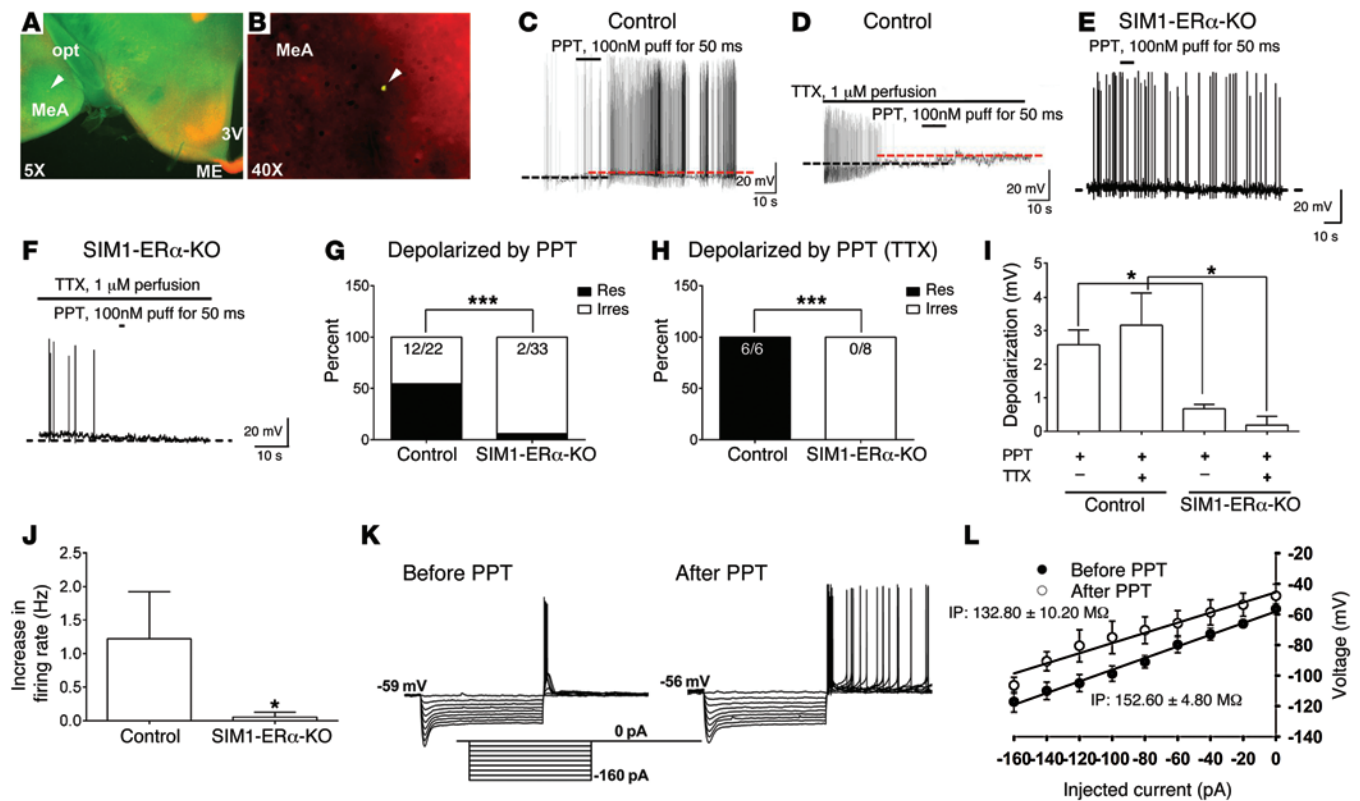 A
opt
MeA
3V
5X
ME
B
MeA
40X
C
Control
PPT, 100nM puff for 50 ms
20 mV
10 s
D
Control
TTX, 1 μM perfusion
PPT, 100nM puff for 50 ms
20 mV
10 s
E
SIM1-ERα-KO
PPT, 100nM puff for 50 ms
20 mV
10 s
F
SIM1-ERα-KO
TTX, 1 μM perfusion
PPT, 100nM puff for 50 ms
20 mV
10 s
G
Depolarized by PPT
150
100
50
0
Percent
***
Res
Irres
12/22
2/33
Control
SIM1-ERα-KO
H
Depolarized by PPT (TTX)
150
100
50
0
Percent
***
Res
Irres
6/6
0/8
Control
SIM1-ERα-KO
I
Depolarization (mV)
5
4
3
2
1
0
*
*
PPT + + + +
TTX – + – +
Control
SIM1-ERα-KO
J
Increase in
firing rate (Hz)
2.5
2.0
1.5
1.0
0.5
0.0
*
Control
SIM1-ERα-KO
K
Before PPT
After PPT
-59 mV
-56 mV
0 pA
-160 pA
L
Before PPT
After PPT
IP: 132.80 ± 10.20 MΩ
IP: 152.60 ± 4.80 MΩ
-20
-40
-60
-80
-100
-120
-140
Voltage (mV)
-160 -140 -120 -100 -80 -60 -40 -20 0
Injected current (pA)